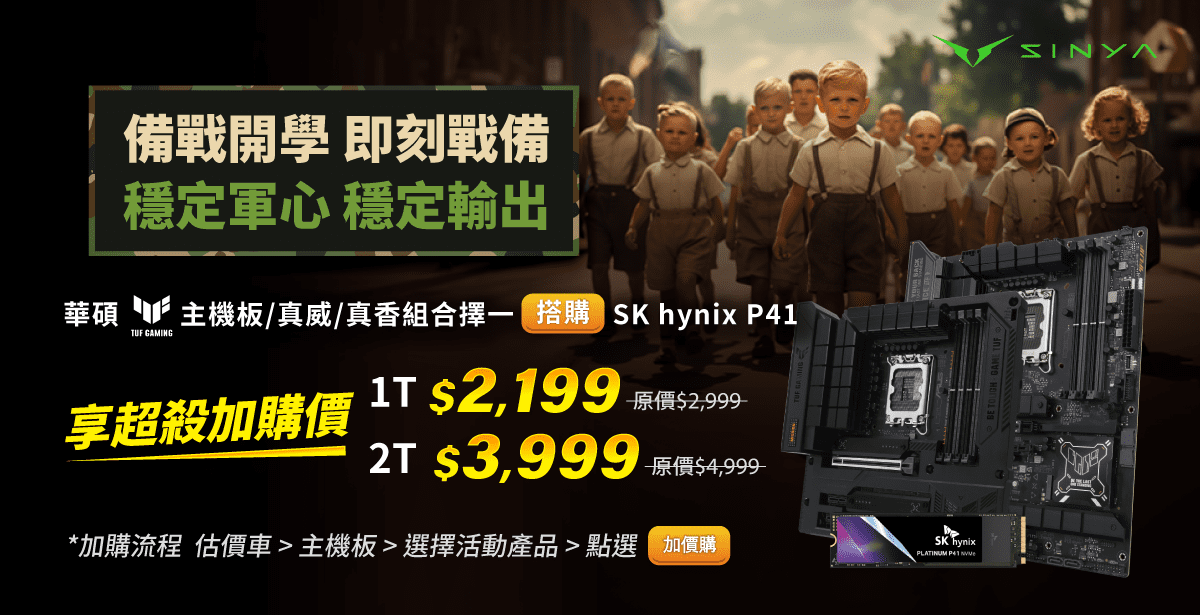 SINYA
備戰開學 即刻戰備
穩定軍心 穩定輸出
華碩 TUF GAMING 主機板/真威/真香組合擇一 搭購 SK hynix P41
享超殺加購價
1T $2,199 原價$2,999
2T $3,999 原價$4,999
*加購流程 估價車 > 主機板 > 選擇活動產品 > 點選 加價購
SK hynix
PLATINUM P41 NVMe